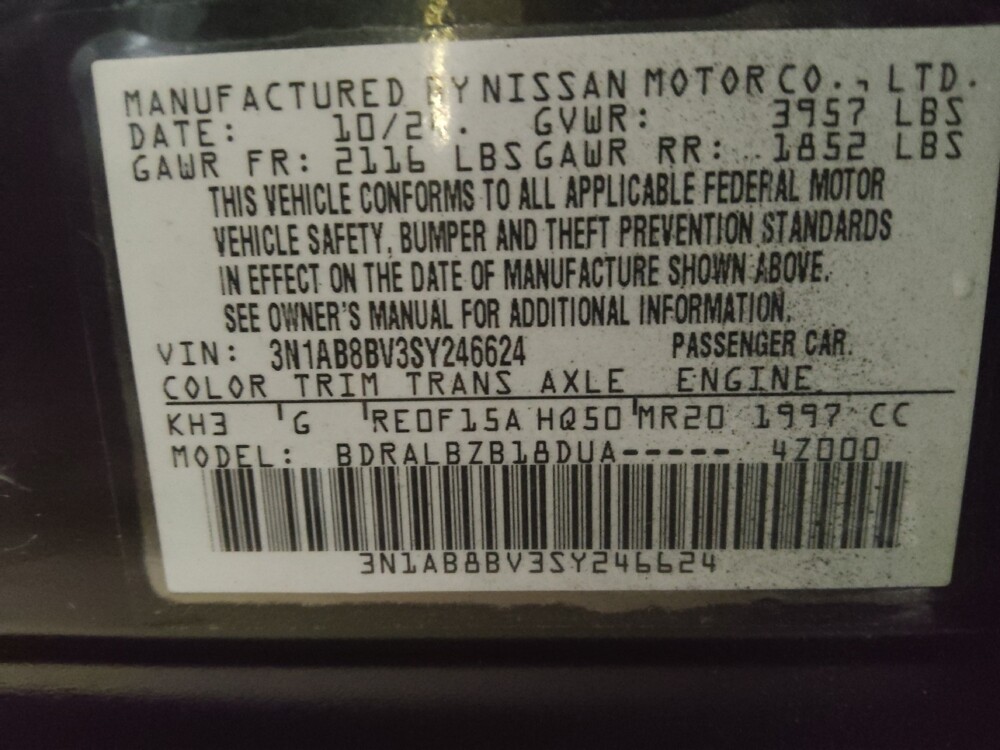 MANUFACTURED BY NISSAN MOTOR CO., LTD.
DATE: GVWR: 3957 LBS
GAWR FR: 2116 LBS GAWR RR: 1852 LBS
THIS VEHICLE CONFORMS TO ALL APPLICABLE FEDERAL MOTOR
VEHICLE SAFETY, BUMPER AND THEFT PREVENTION STANDARDS
IN EFFECT ON THE DATE OF MANUFACTURE SHOWN ABOVE.
SEE OWNER'S MANUAL FOR ADDITIONAL INFORMATION.
VIN: 3N1AB8BV3SY246624 PASSENGER CAR
COLOR TRIM TRANS AXLE ENGINE
KH3 G RE0F15A HQ50 MR20 1997 CC
MODEL: BDRALBZB18DUA----- 4Z000
3N1AB8BV3SY246624